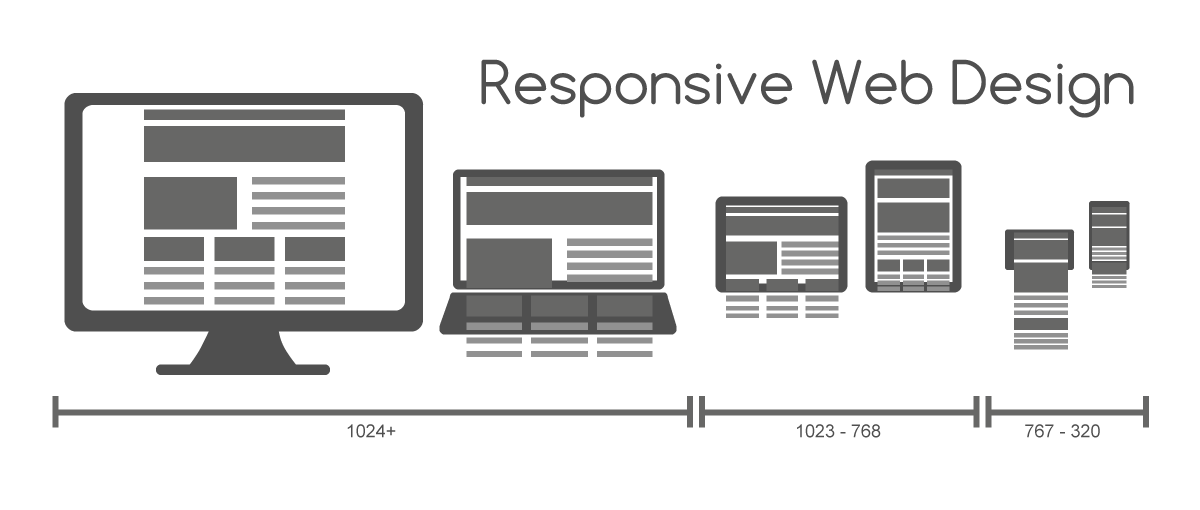 Responsive Web Design
1024+
1023 - 768
767 - 320